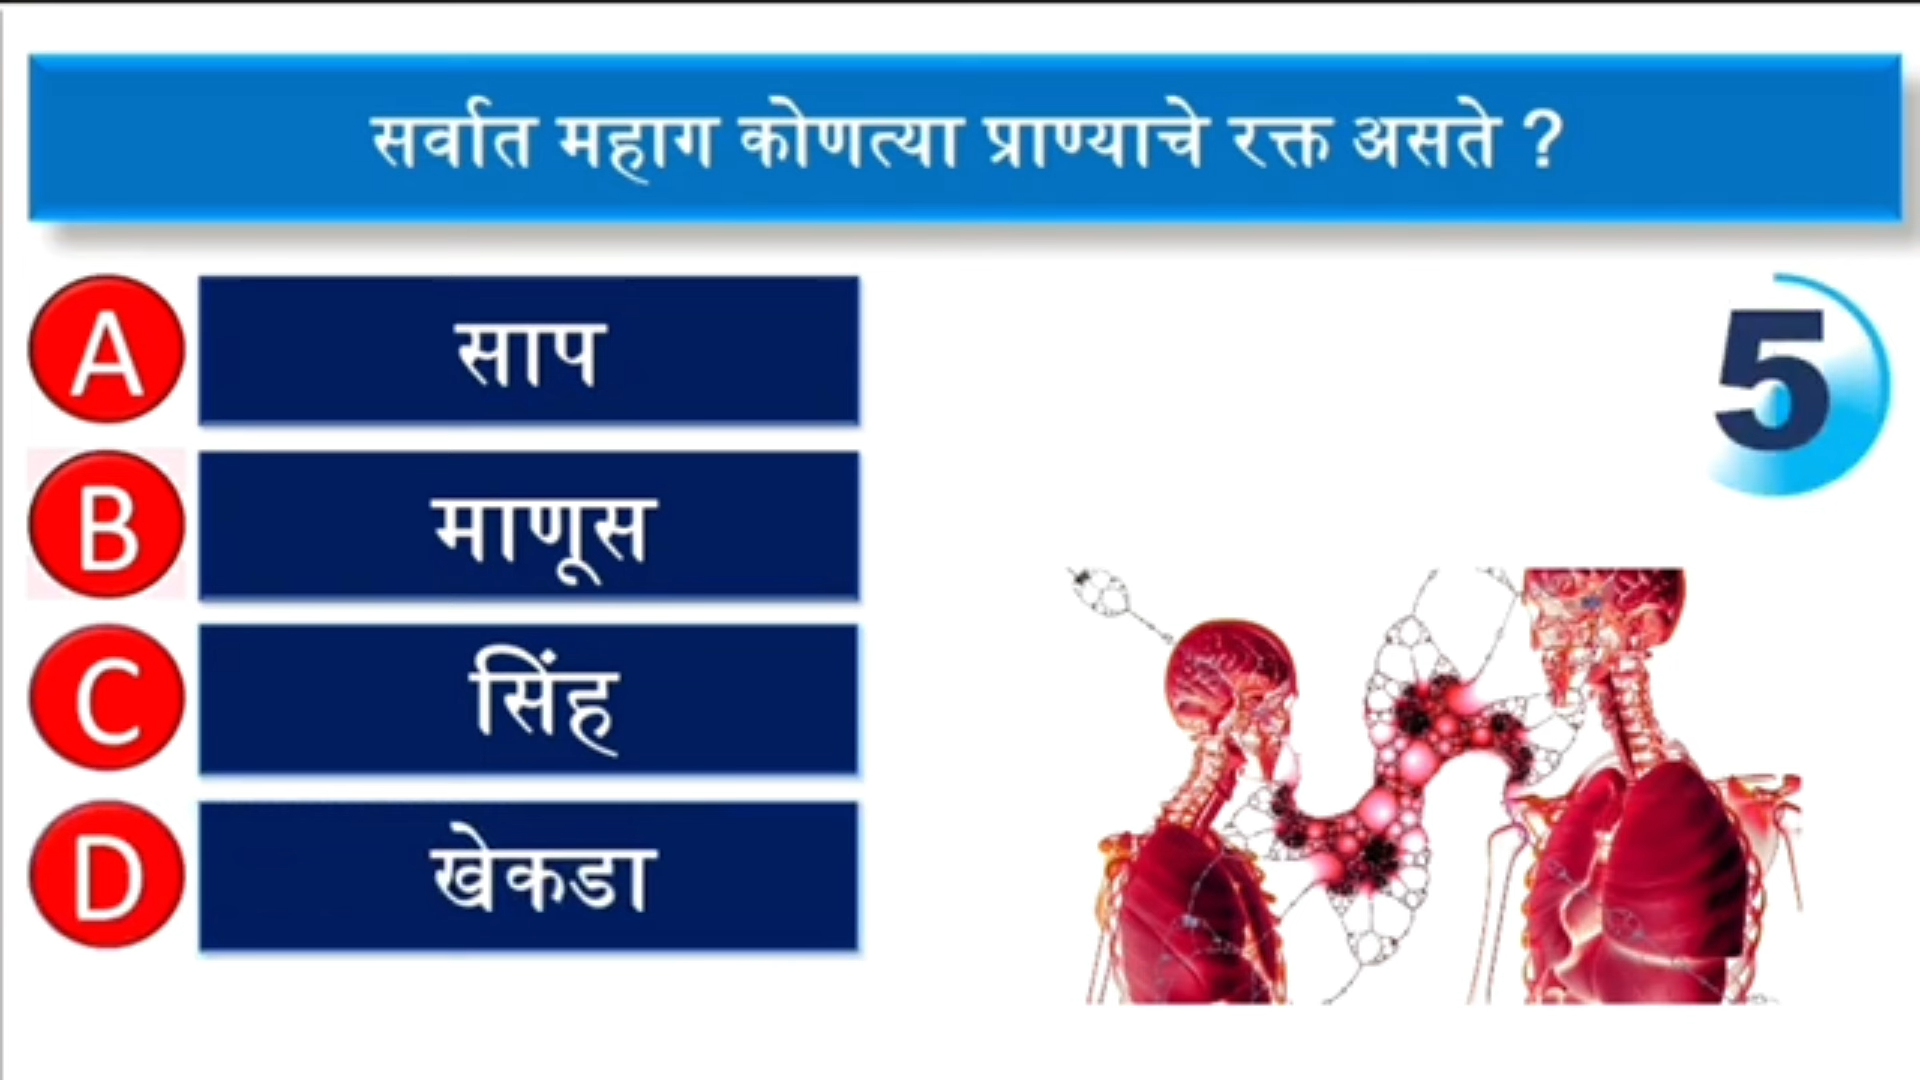 सर्वात महाग कोणत्या प्राण्याचे रक्त असते ?
A साप
5
B माणूस
C सिंह
D खेकडा